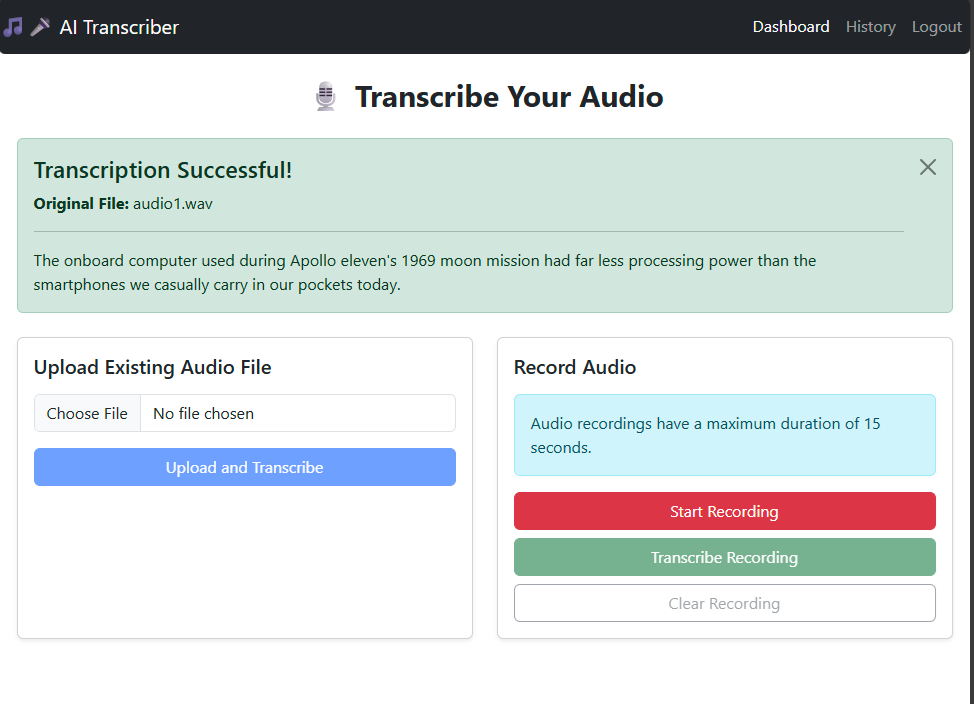 AI Transcriber
Dashboard History Logout
Transcribe Your Audio
Transcription Successful!
Original File: audio1.wav
The onboard computer used during Apollo eleven's 1969 moon mission had far less processing power than the
smartphones we casually carry in our pockets today.
Upload Existing Audio File
Choose File No file chosen
Upload and Transcribe
Record Audio
Audio recordings have a maximum duration of 15
seconds.
Start Recording
Transcribe Recording
Clear Recording